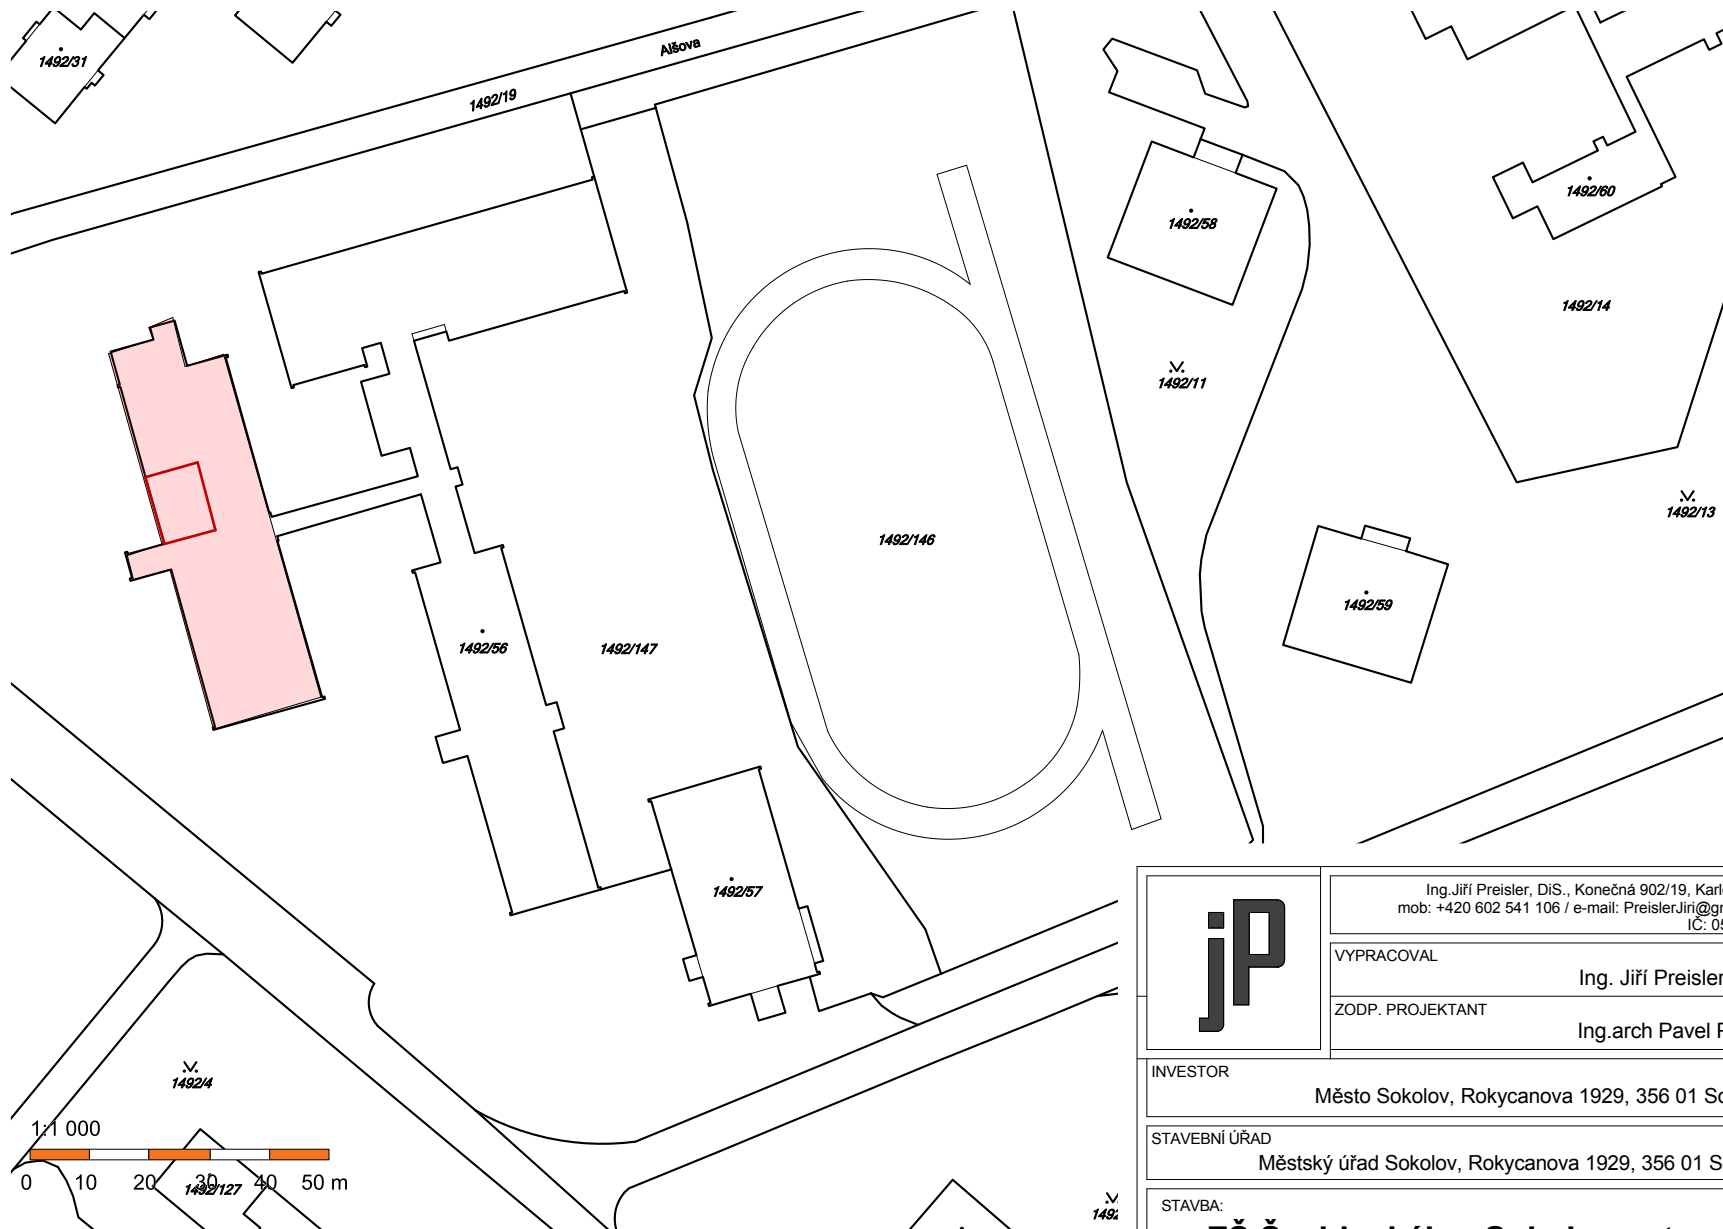 Alšova
1492/31
1492/19
1492/60
1492/58
1492/14
1492/11
1492/13
1492/146
1492/59
1492/56
1492/147
1492/57
1492/4
1:1 000
0 10 20 30 40 50 m
1492/127
1492
jP
Ing.Jiří Preisler, DiS., Konečná 902/19,
mob: +420 602 541 106 / e-mail:
IČ:
VYPRACOVAL
Ing. Jiří Preisler
ZODP. PROJEKTANT
Ing.arch Pavel
INVESTOR
Město Sokolov, Rokycanova 1929, 356 01
STAVEBNÍ ÚŘAD
Městský úřad Sokolov, Rokycanova 1929, 356 01
STAVBA: